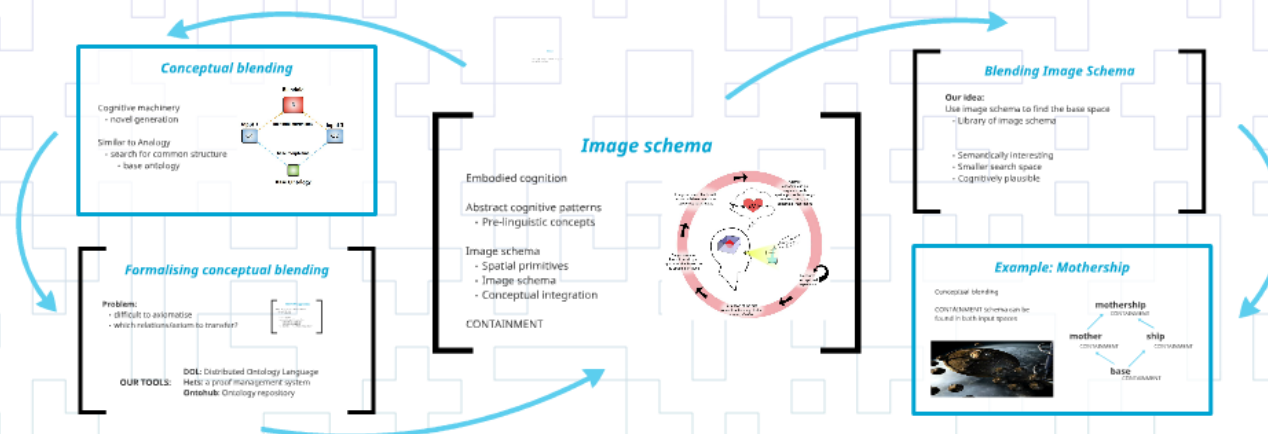 Conceptual blending
Cognitive machinery
- novel generation
Similar to Analogy
- search for common structure
- base ontology
Formalising conceptual blending
Problem:
- difficult to axiomatise
- which relations/axiom to transfer?
OUR TOOLS:
DOL: Distributed Ontology Language
Hets: a proof management system
Ontohub: Ontology repository
Image schema
Embodied cognition
Abstract cognitive patterns
- Pre-linguistic concepts
Image schema
- Spatial primitives
- Image schema
- Conceptual integration
CONTAINMENT
Blending Image Schema
Our idea:
Use image schema to find the base space
- Library of image schema
- Semantically interesting
- Smaller search space
- Cognitively plausible
Example: Mothership
Conceptual blending
CONTAINMENT schema can be
found in both input spaces
mothership
CONTAINMENT
mother
CONTAINMENT
ship
CONTAINMENT
base
CONTAINMENT